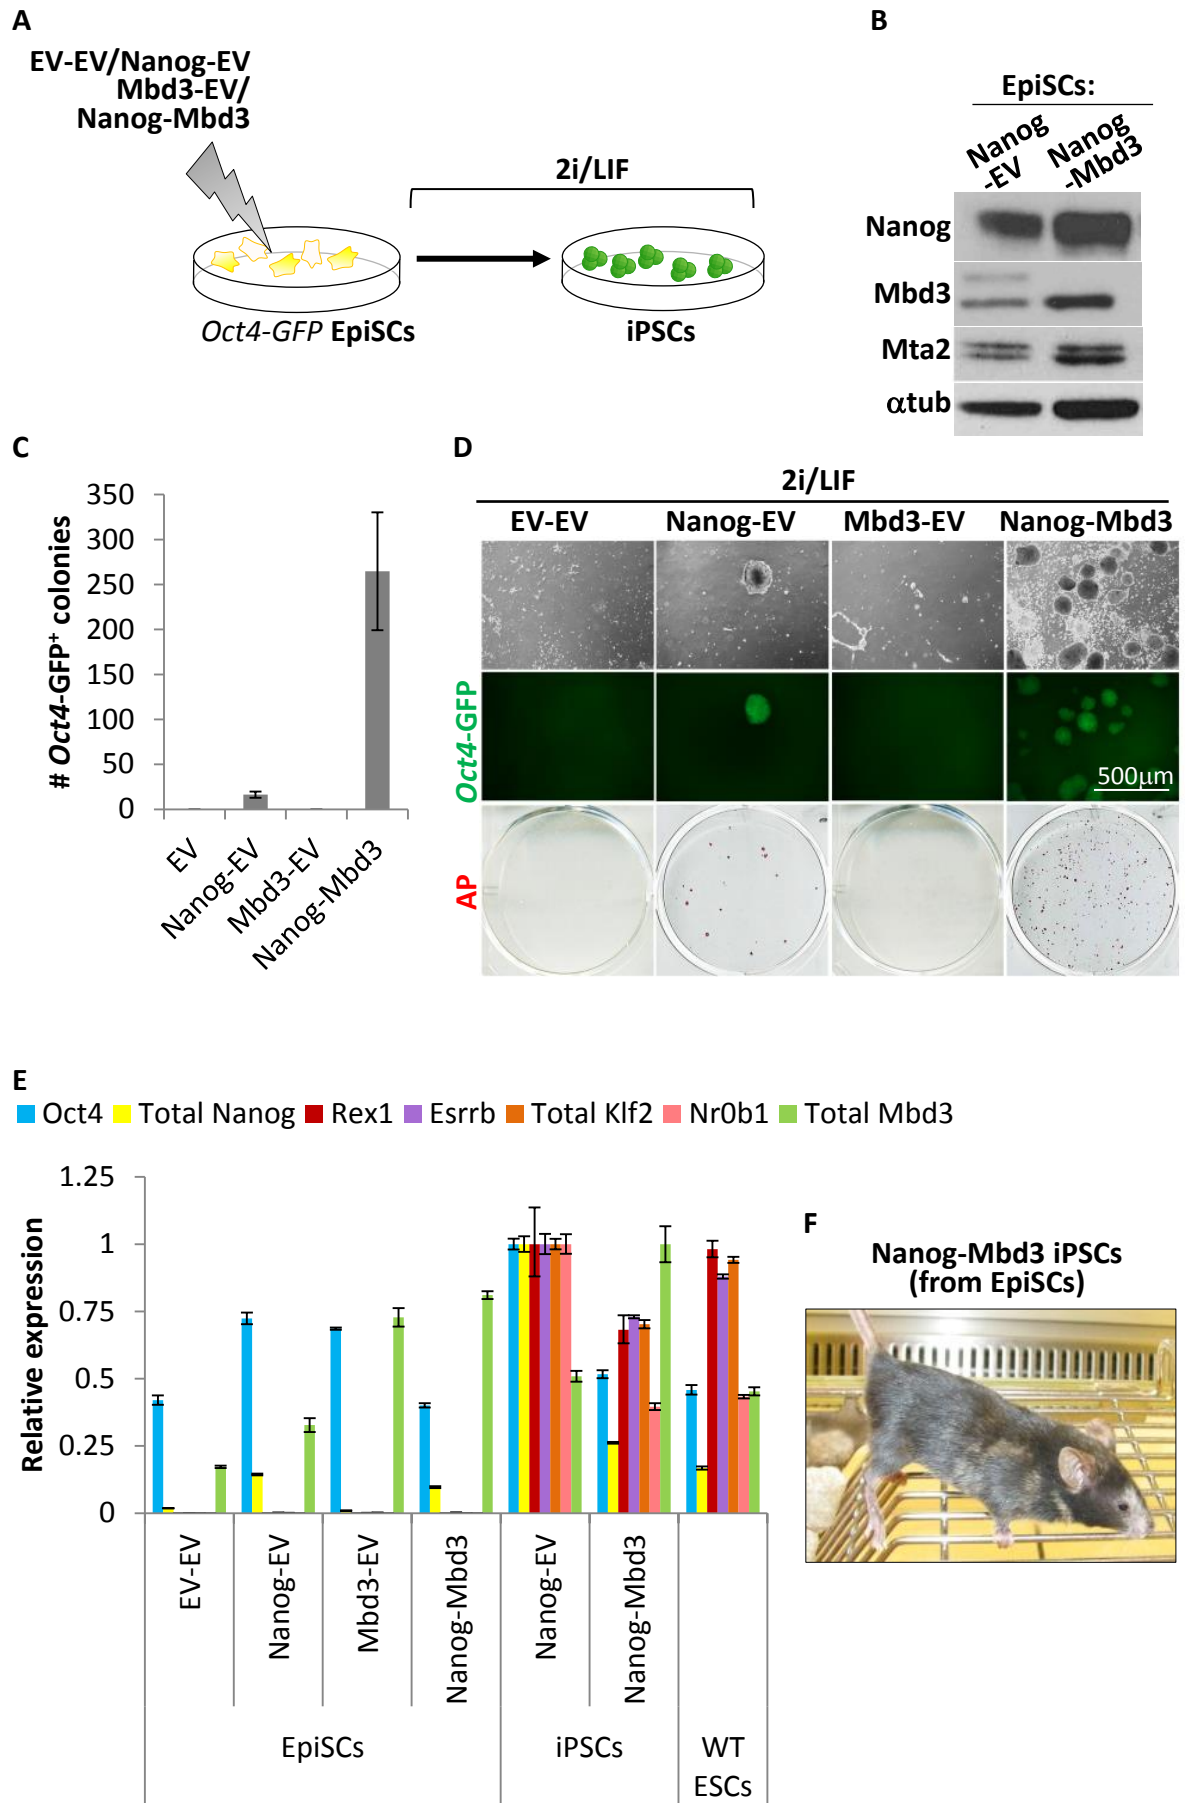 A
EV-EV/Nanog-EV
Mbd3-EV/
Nanog-Mbd3
2i/LIF
Oct4-GFP EpiSCs
iPSCs
B
EpiSCs:
Nanog
-EV
Nanog
-Mbd3
Nanog
Mbd3
Mta2
αtub
C
# Oct4-GFP+ colonies
350
300
250
200
150
100
50
0
EV
Nanog-EV
Mbd3-EV
Nanog-Mbd3
D
2i/LIF
EV-EV Nanog-EV Mbd3-EV Nanog-Mbd3
Oct4-GFP
500μm
AP
E
Oct4 Total Nanog Rex1 Esrrb Total Klf2 Nr0b1 Total Mbd3
Relative expression
1.25
1
0.75
0.5
0.25
0
EV-EV
Nanog-EV
Mbd3-EV
Nanog-Mbd3
Nanog-EV
Nanog-Mbd3
EpiSCs
iPSCs
WT
ESCs
F
Nanog-Mbd3 iPSCs
(from EpiSCs)